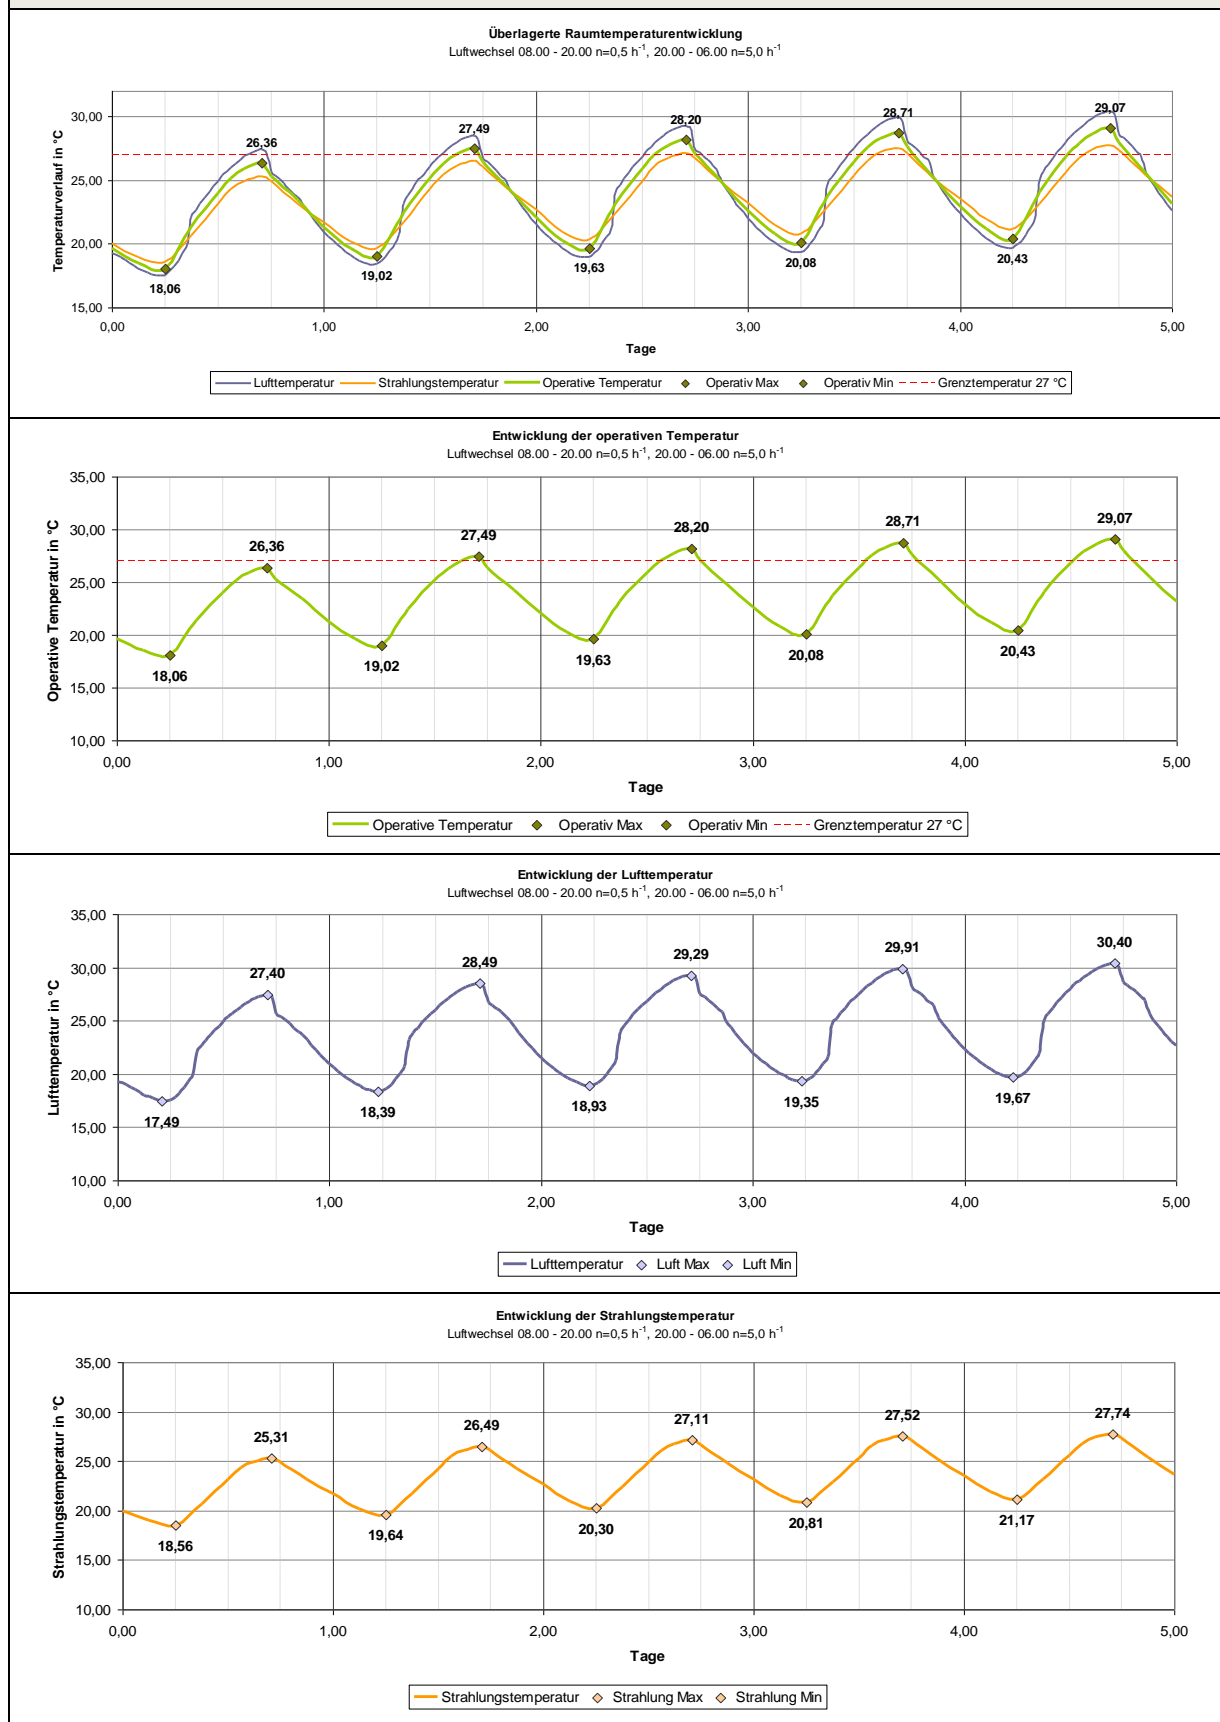 Überlagerte Raumtemperaturentwicklung
Luftwechsel 08.00 - 20.00 n=0,5 h⁻¹, 20.00 - 06.00 n=5,0 h⁻¹
Temperaturverlauf in °C
30,00
25,00
20,00
15,00
26,36
27,49
28,20
28,71
29,07
18,06
19,02
19,63
20,08
20,43
0,00 1,00 2,00 3,00 4,00 5,00
Tage
Lufttemperatur Strahlungstemperatur Operative Temperatur Operativ Max Operativ Min Grenztemperatur 27 °C
Entwicklung der operativen Temperatur
Luftwechsel 08.00 - 20.00 n=0,5 h⁻¹, 20.00 - 06.00 n=5,0 h⁻¹
Operative Temperatur in °C
35,00
30,00
25,00
20,00
15,00
10,00
26,36
27,49
28,20
28,71
29,07
18,06
19,02
19,63
20,08
20,43
0,00 1,00 2,00 3,00 4,00 5,00
Tage
Operative Temperatur Operativ Max Operativ Min Grenztemperatur 27 °C
Entwicklung der Lufttemperatur
Luftwechsel 08.00 - 20.00 n=0,5 h⁻¹, 20.00 - 06.00 n=5,0 h⁻¹
Lufttemperatur in °C
35,00
30,00
25,00
20,00
15,00
10,00
27,40
28,49
29,29
29,91
30,40
17,49
18,39
18,93
19,35
19,67
0,00 1,00 2,00 3,00 4,00 5,00
Tage
Lufttemperatur Luft Max Luft Min
Entwicklung der Strahlungstemperatur
Luftwechsel 08.00 - 20.00 n=0,5 h⁻¹, 20.00 - 06.00 n=5,0 h⁻¹
Strahlungstemperatur in °C
35,00
30,00
25,00
20,00
15,00
10,00
25,31
26,49
27,11
27,52
27,74
18,56
19,64
20,30
20,81
21,17
0,00 1,00 2,00 3,00 4,00 5,00
Tage
Strahlungstemperatur Strahlung Max Strahlung Min